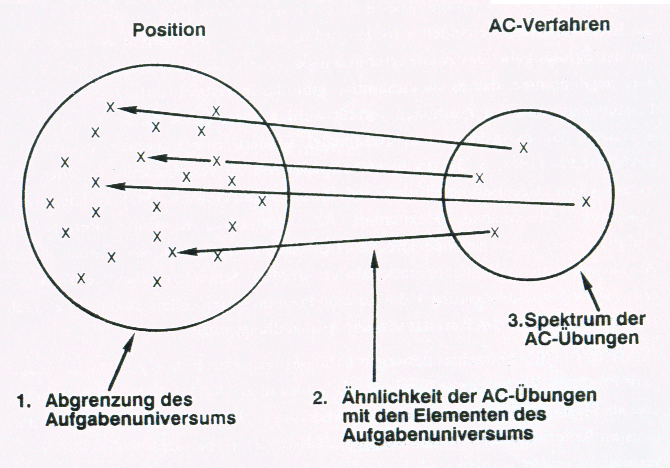 Position
AC-Verfahren
3.Spektrum der
AC-Übungen
1. Abgrenzung des
Aufgabenuniversums
2. Ähnlichkeit der AC-Übungen
mit den Elementen des
Aufgabenuniversums